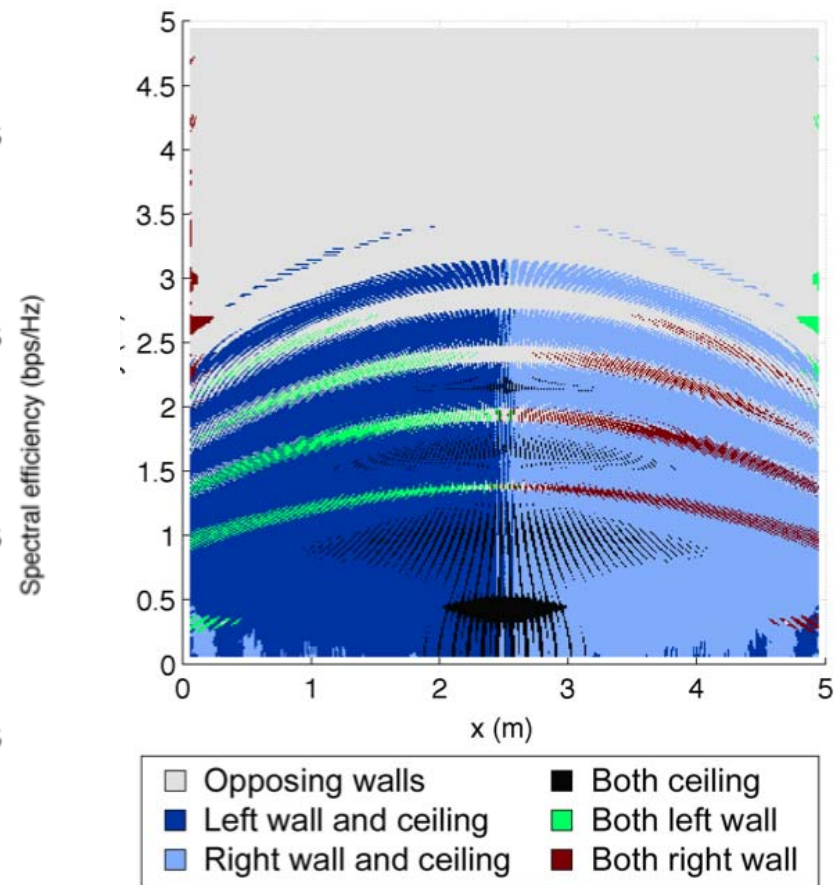 5
4.5
4
3.5
3
2.5
2
1.5
1
0.5
0
0 1 2 3 4 5
x (m)
Spectral efficiency (bps/Hz)
Opposing walls
Left wall and ceiling
Right wall and ceiling
Both ceiling
Both left wall
Both right wall